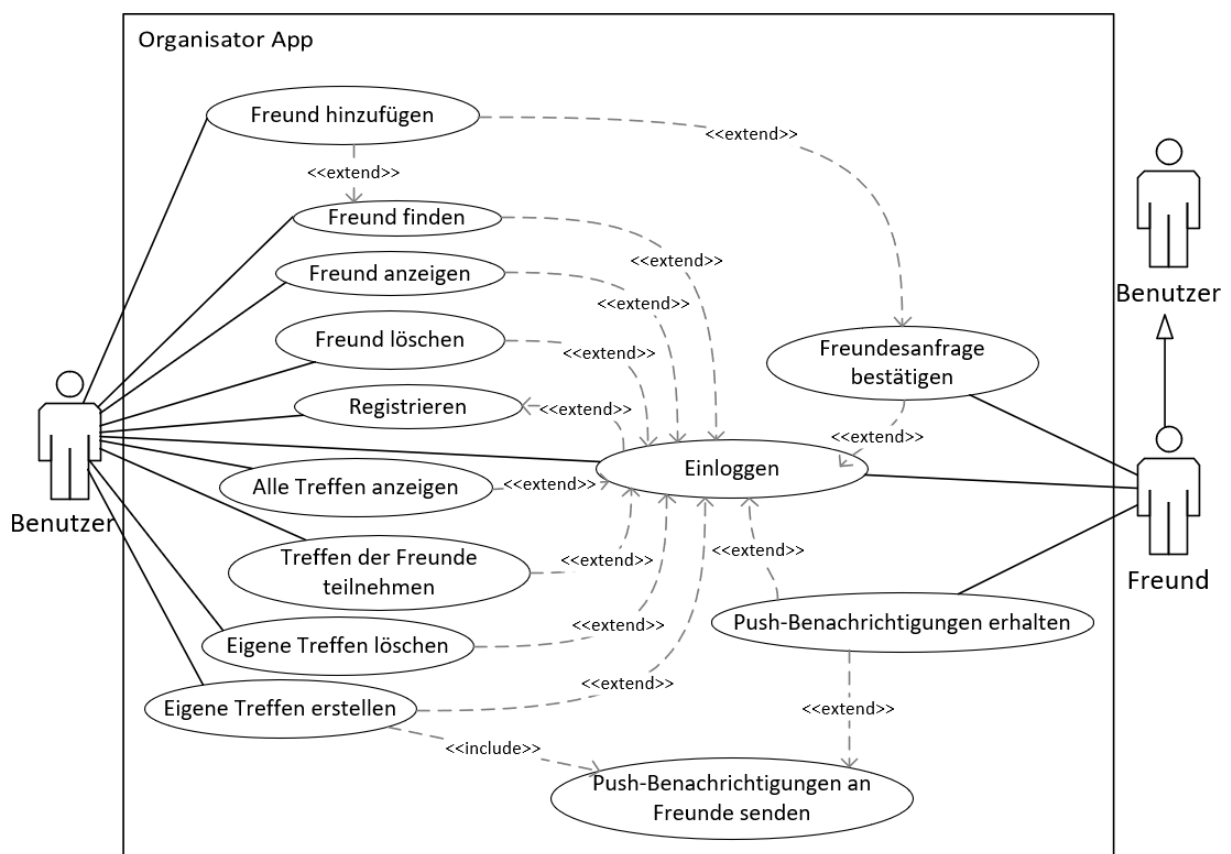 Organisator App
Freund hinzufügen
<<extend>>
<<extend>>
Freund finden
<<extend>>
Freund anzeigen
<<extend>>
Benutzer
Freund löschen
<<extend>>
Freundesanfrage
bestätigen
Registrieren
<<extend>>
<<extend>>
Einloggen
Alle Treffen anzeigen
<<extend>>
Benutzer
Treffen der Freunde
teilnehmen
<<extend>>
<<extend>>
Freund
Push-Benachrichtigungen erhalten
Eigene Treffen löschen
<<extend>>
<<extend>>
Eigene Treffen erstellen
<<extend>>
<<include>>
Push-Benachrichtigungen an
Freunde senden